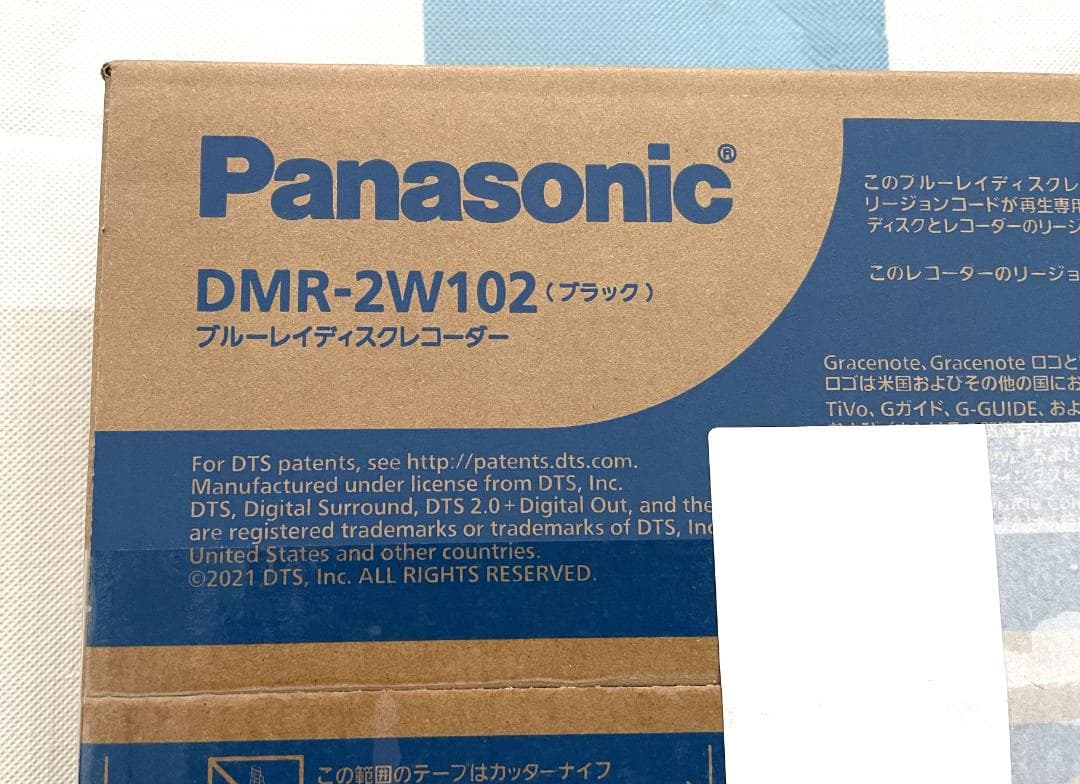 Panasonic®
DMR-2W102（ブラック）
ブルーレイディスクレコーダー
このブルーレイディスクレ
リージョンコードが再生専用
ディスクとレコーダーのリージ
このレコーダーのリージョ
Gracenote、Gracenote ロゴと
ロゴは米国およびその他の国にお
TiVo、Gガイド、G-GUIDE、およ
For DTS patents, see http://patents.dts.com.
Manufactured under license from DTS, Inc.
DTS, Digital Surround, DTS 2.0+Digital Out, and the
are registered trademarks or trademarks of DTS, Inc
United States and other countries.
©2021 DTS, Inc. ALL RIGHTS RESERVED.
この範囲のテープはカッターナイフ